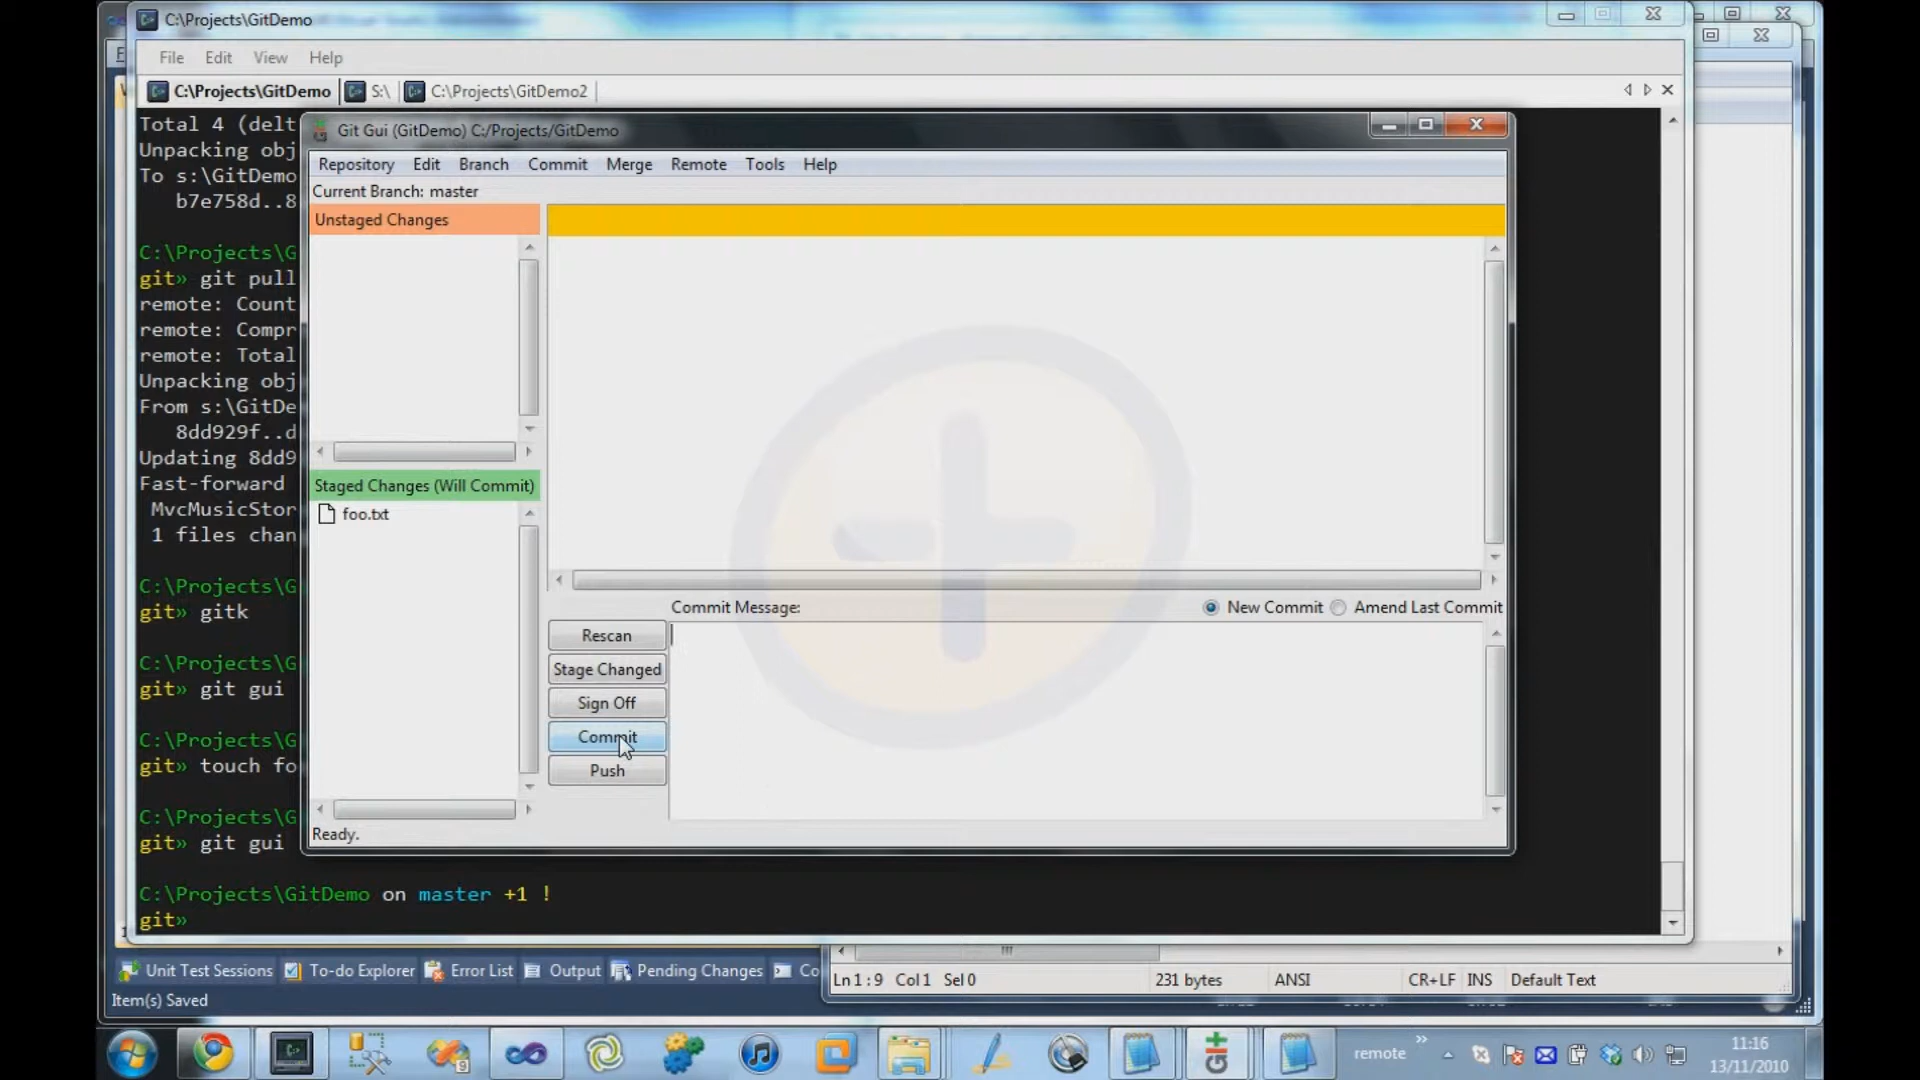 C:\Projects\GitDemo
File Edit View Help
C:\Projects\GitDemo S:\ C:\Projects\GitDemo2
Total 4 (delt
Unpacking obj
To s:\GitDemo
b7e758d..8
C:\Projects\G
git» git pull
remote: Count
remote: Compr
remote: Total
Unpacking obj
From s:\GitDe
8dd929f..d
Updating 8dd9
Fast-forward
MvcMusicStor
1 files chan
C:\Projects\G
git» gitk
C:\Projects\G
git» git gui
C:\Projects\G
git» touch fo
C:\Projects\G
git» git gui
C:\Projects\GitDemo on master +1 !
git»
Git Gui (GitDemo) C:/Projects/GitDemo
Repository Edit Branch Commit Merge Remote Tools Help
Current Branch: master
Unstaged Changes
Staged Changes (Will Commit)
foo.txt
Commit Message:
New Commit Amend Last Commit
Rescan
Stage Changed
Sign Off
Commit
Push
Ready.
Unit Test Sessions To-do Explorer Error List Output Pending Changes Co
Ln 1 : 9 Col 1 Sel 0 231 bytes ANSI CR+LF INS Default Text
Item(s) Saved
remote
11:16
13/11/2010